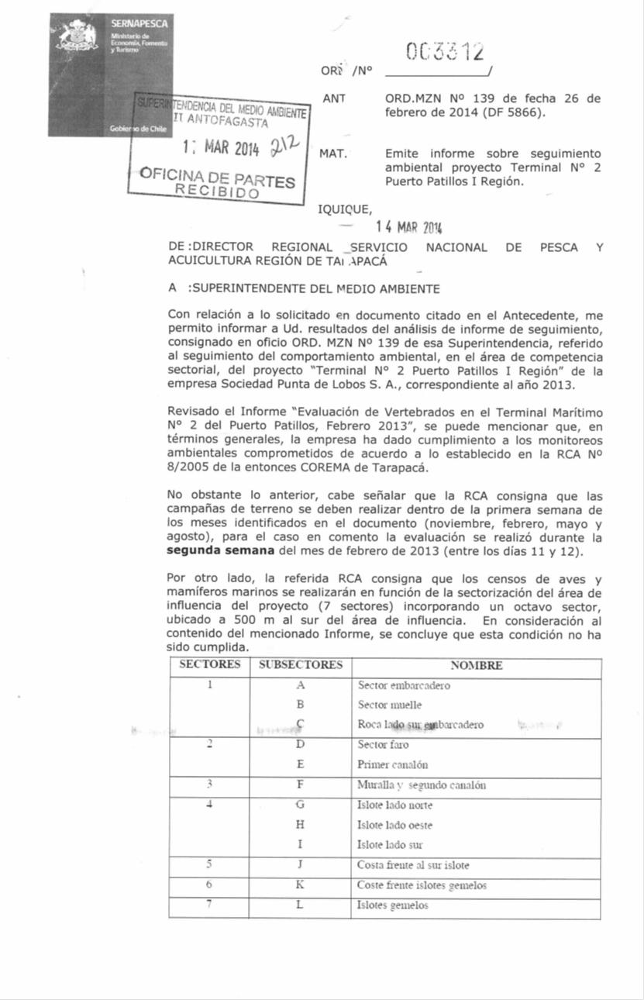 SERNAPESCA
Ministerio de
Economía, Fomento
y Turismo
Gobierno de Chile
SUPERINTENDENCIA DEL MEDIO AMBIENTE
II ANTOFAGASTA
MAR 2014 212
OFICINA DE PARTES
RECIBIDO
003312
ORD /Nº /
ANT ORD.MZN Nº 139 de fecha 26 de
febrero de 2014 (DF 5866).
MAT. Emite informe sobre seguimiento
ambiental proyecto Terminal Nº 2
Puerto Patillos I Región.
IQUIQUE,
14 MAR 2014
DE :DIRECTOR REGIONAL SERVICIO NACIONAL DE PESCA Y
ACUICULTURA REGIÓN DE TARAPACÁ
A :SUPERINTENDENTE DEL MEDIO AMBIENTE
Con relación a lo solicitado en documento citado en el Antecedente, me
permito informar a Ud. resultados del análisis de informe de seguimiento,
consignado en oficio ORD. MZN Nº 139 de esa Superintendencia, referido
al seguimiento del comportamiento ambiental, en el área de competencia
sectorial, del proyecto "Terminal Nº 2 Puerto Patillos I Región" de la
empresa Sociedad Punta de Lobos S. A., correspondiente al año 2013.
Revisado el Informe "Evaluación de Vertebrados en el Terminal Marítimo
Nº 2 del Puerto Patillos, Febrero 2013", se puede mencionar que, en
términos generales, la empresa ha dado cumplimiento a los monitoreos
ambientales comprometidos de acuerdo a lo establecido en la RCA Nº
8/2005 de la entonces COREMA de Tarapacá.
No obstante lo anterior, cabe señalar que la RCA consigna que las
campañas de terreno se deben realizar dentro de la primera semana de
los meses identificados en el documento (noviembre, febrero, mayo y
agosto), para el caso en comento la evaluación se realizó durante la
segunda semana del mes de febrero de 2013 (entre los días 11 y 12).
Por otro lado, la referida RCA consigna que los censos de aves y
mamíferos marinos se realizarán en función de la sectorización del área de
influencia del proyecto (7 sectores) incorporando un octavo sector,
ubicado a 500 m al sur del área de influencia. En consideración al
contenido del mencionado Informe, se concluye que esta condición no ha
sido cumplida.
SECTORES SUBSECTORES NOMBRE
1 A Sector embarcadero
B Sector muelle
C Roca lado sur embarcadero
2 D Sector faro
E Primer canalón
3 F Muralla y segundo canalón
4 G Islote lado norte
H Islote lado oeste
I Islote lado sur
5 J Costa frente al sur islote
6 K Coste frente islotes gemelos
7 L Islotes gemelos